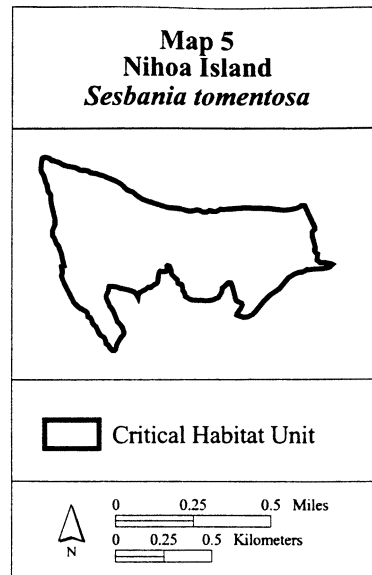 Map 5
Nihoa Island
Sesbania tomentosa
Critical Habitat Unit
0 0.25 0.5 Miles
0 0.25 0.5 Kilometers
N